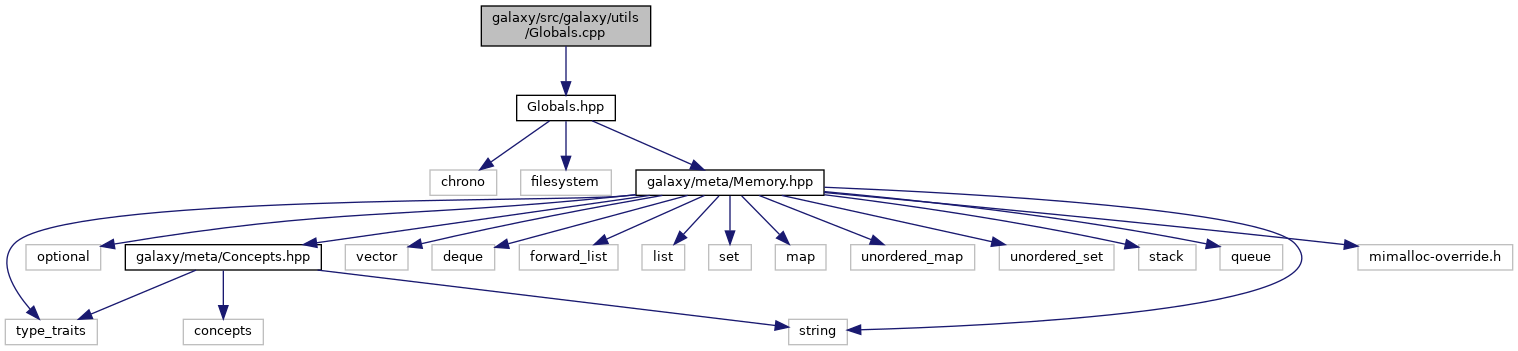 galaxy/src/galaxy/utils
/Globals.cpp
Globals.hpp
chrono
filesystem
galaxy/meta/Memory.hpp
optional
galaxy/meta/Concepts.hpp
vector
deque
forward_list
list
set
map
unordered_map
unordered_set
stack
queue
mimalloc-override.h
type_traits
concepts
string